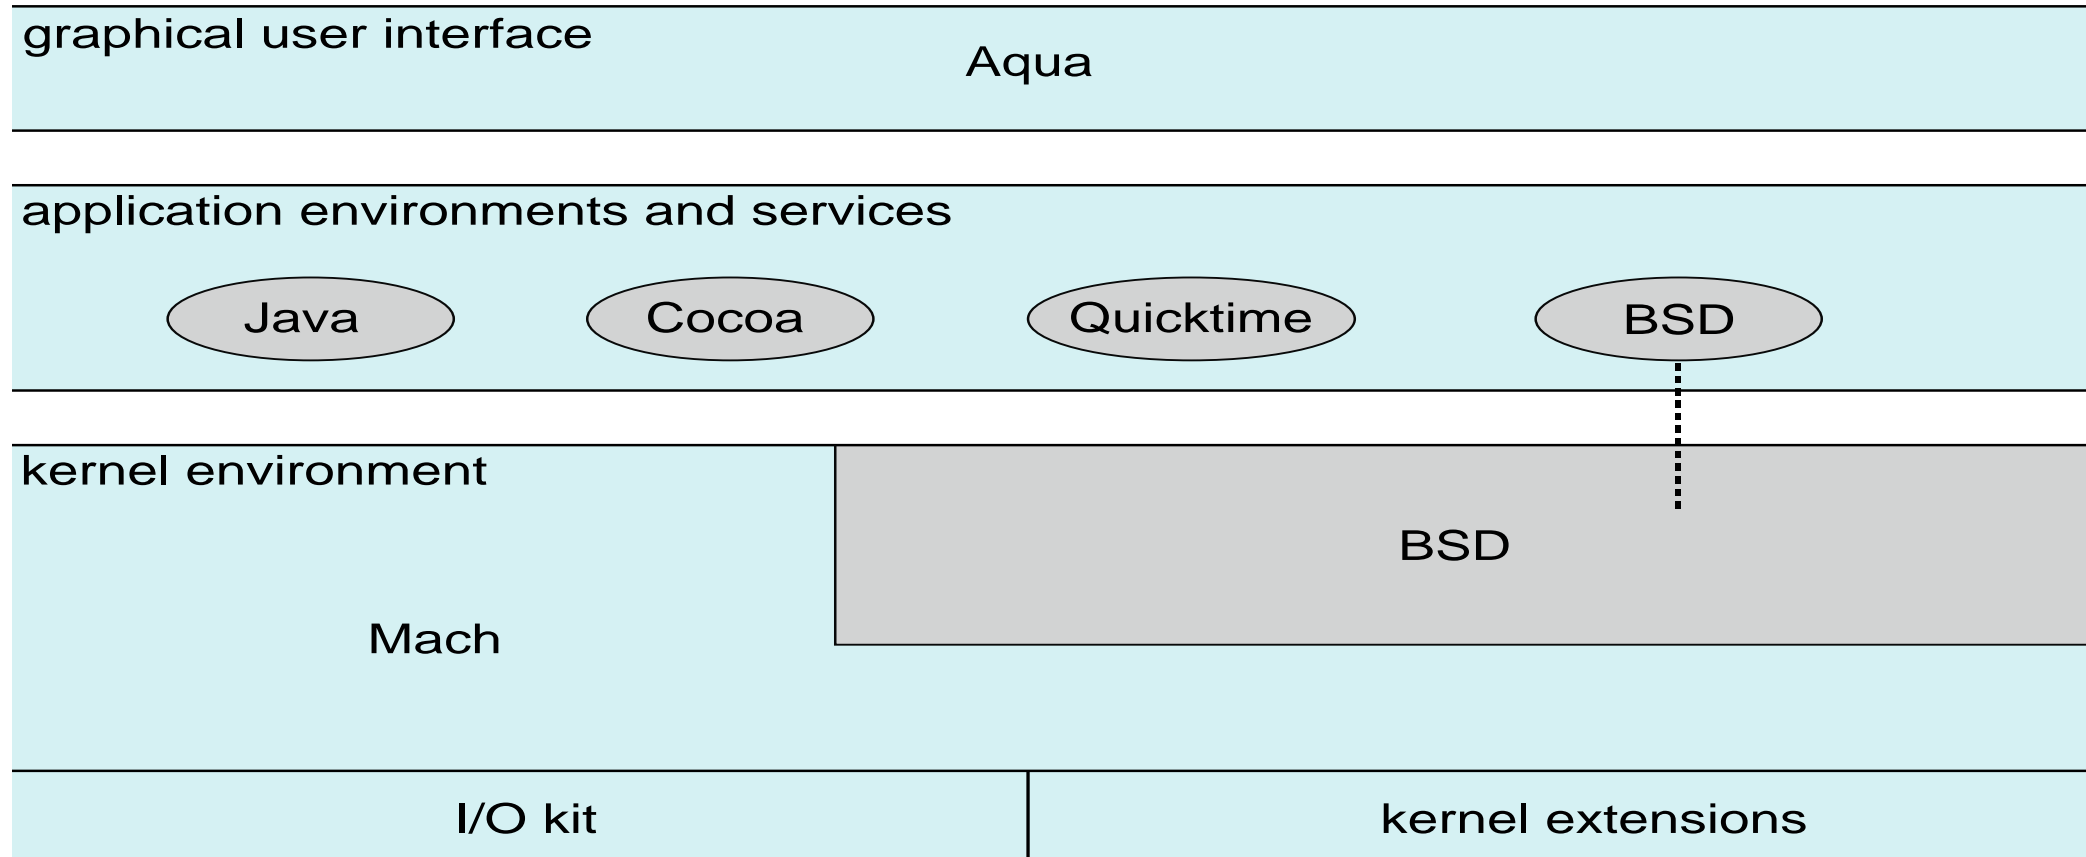 graphical user interface
Aqua
application environments and services
Java
Cocoa
Quicktime
BSD
kernel environment
BSD
Mach
I/O kit
kernel extensions